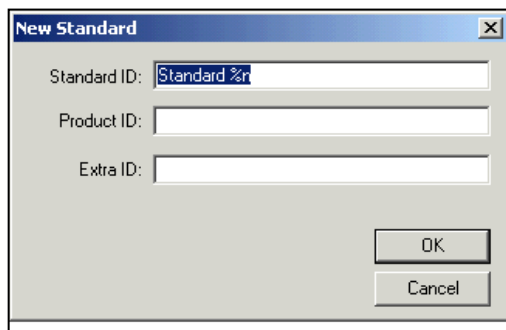 New Standard
Standard ID: Standard %n
Product ID:
Extra ID:
OK
Cancel